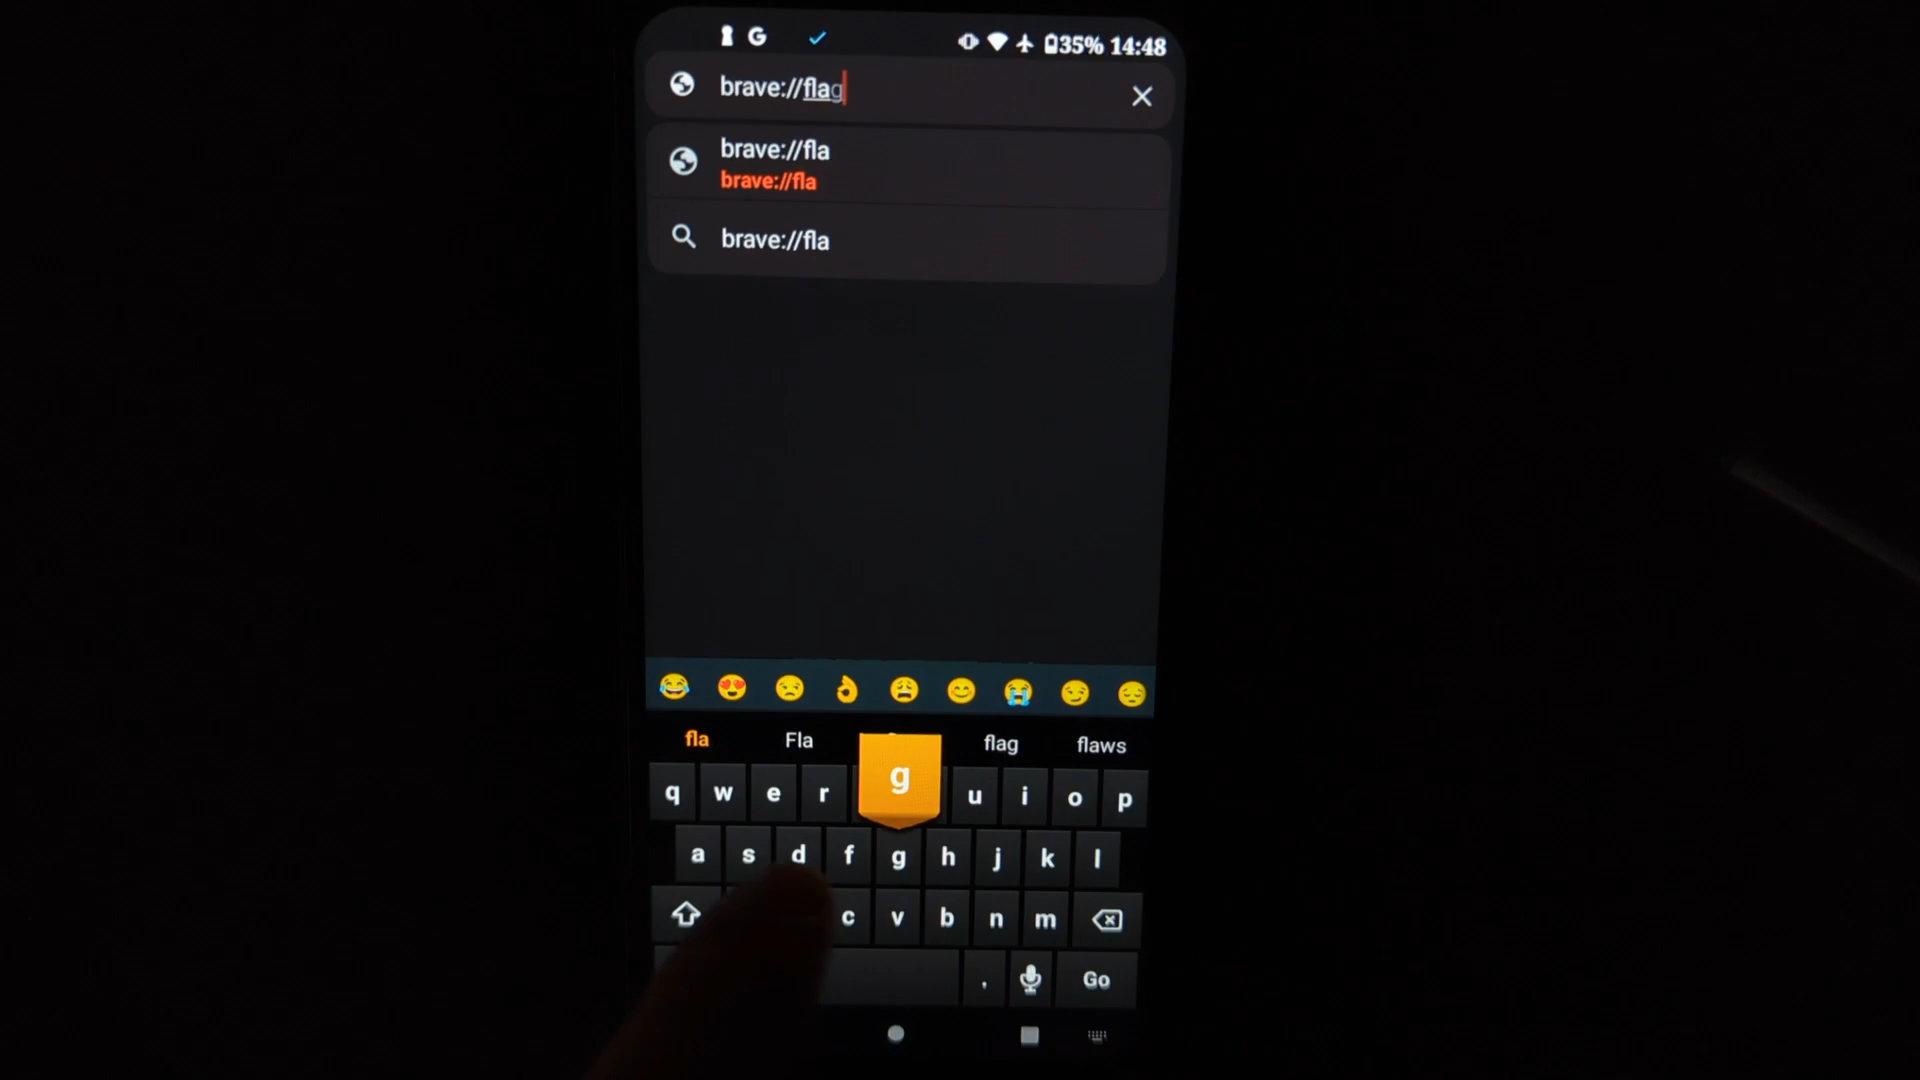 G 35% 14:48
brave://flag
brave://fla
brave://fla
brave://fla
fla Fla flag flaws
g
q w e r u i o p
a s d f g h j k l
c v b n m
, Go